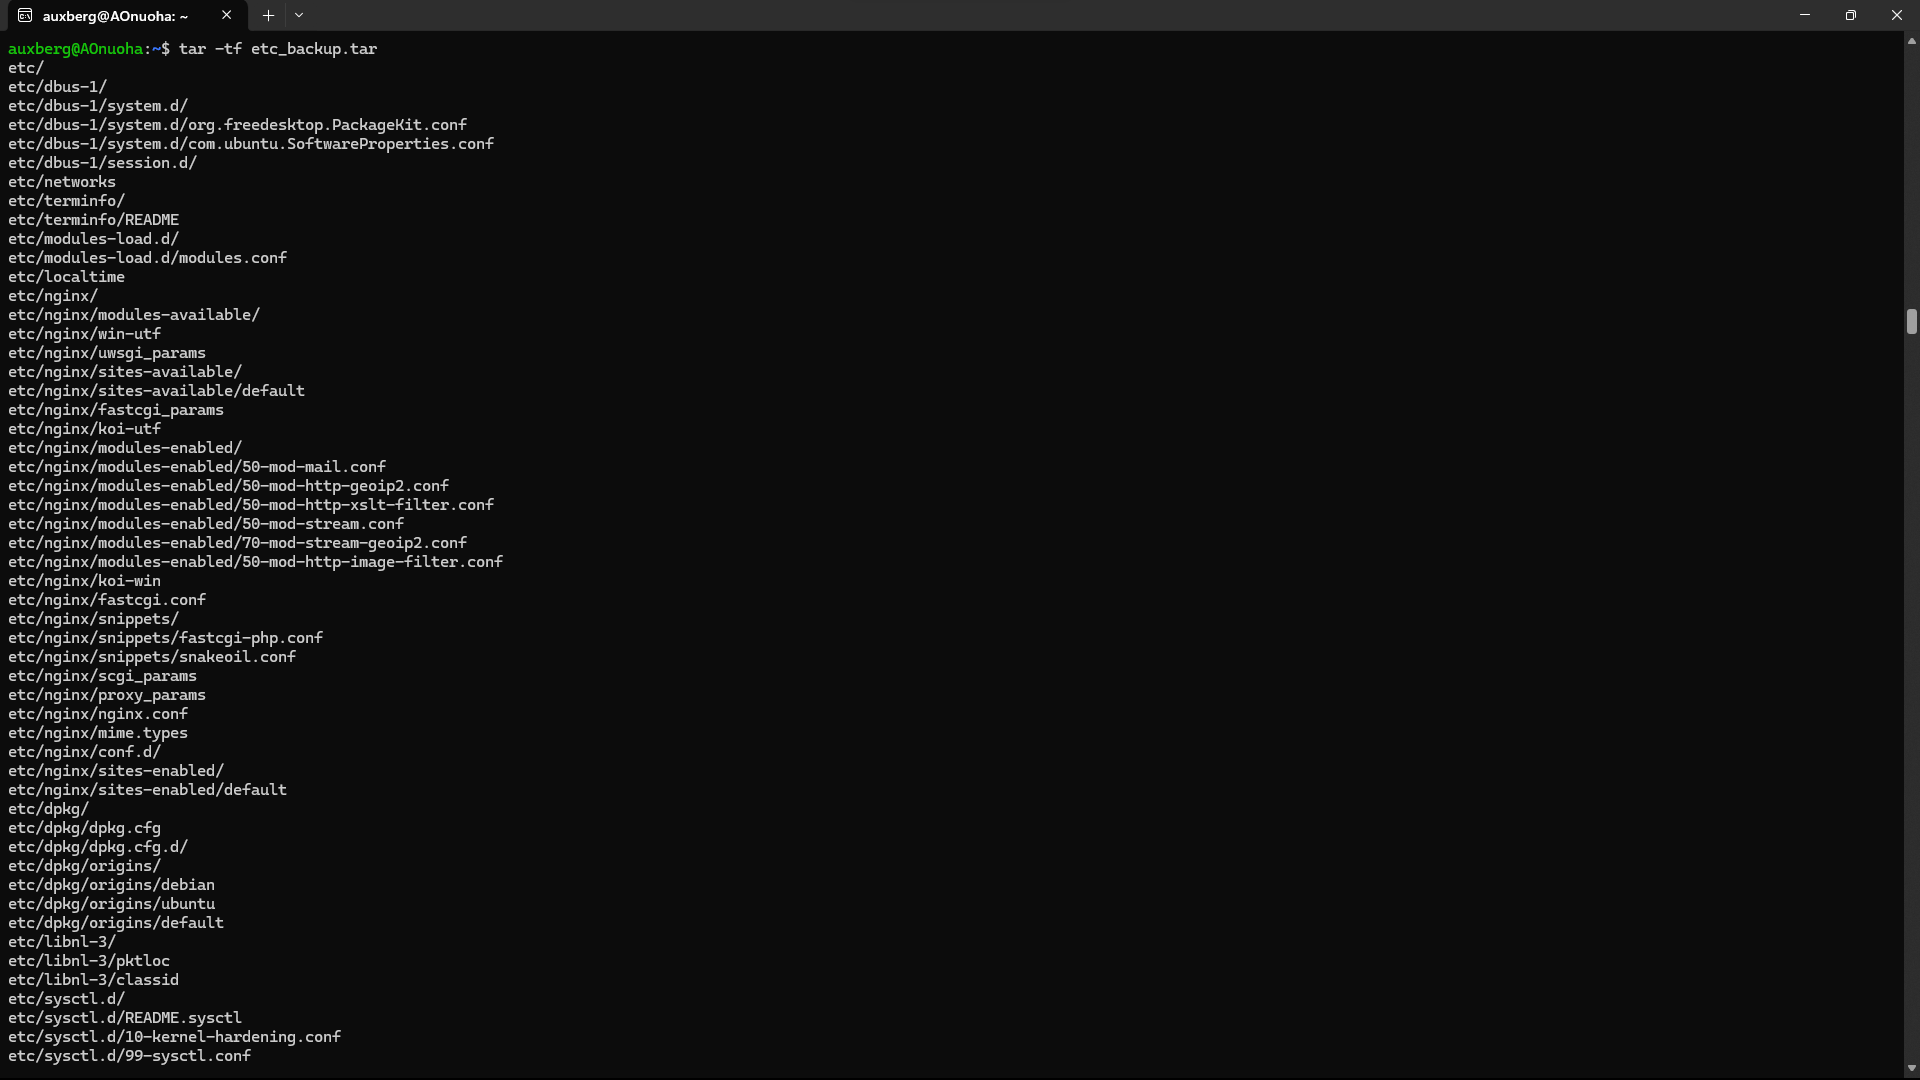 auxberg@AOnuoha: ~
auxberg@AOnuoha:~$ tar -tf etc_backup.tar
etc/
etc/dbus-1/
etc/dbus-1/system.d/
etc/dbus-1/system.d/org.freedesktop.PackageKit.conf
etc/dbus-1/system.d/com.ubuntu.SoftwareProperties.conf
etc/dbus-1/session.d/
etc/networks
etc/terminfo/
etc/terminfo/README
etc/modules-load.d/
etc/modules-load.d/modules.conf
etc/localtime
etc/nginx/
etc/nginx/modules-available/
etc/nginx/win-utf
etc/nginx/uwsgi_params
etc/nginx/sites-available/
etc/nginx/sites-available/default
etc/nginx/fastcgi_params
etc/nginx/koi-utf
etc/nginx/modules-enabled/
etc/nginx/modules-enabled/50-mod-mail.conf
etc/nginx/modules-enabled/50-mod-http-geoip2.conf
etc/nginx/modules-enabled/50-mod-http-xslt-filter.conf
etc/nginx/modules-enabled/50-mod-stream.conf
etc/nginx/modules-enabled/70-mod-stream-geoip2.conf
etc/nginx/modules-enabled/50-mod-http-image-filter.conf
etc/nginx/koi-win
etc/nginx/fastcgi.conf
etc/nginx/snippets/
etc/nginx/snippets/fastcgi-php.conf
etc/nginx/snippets/snakeoil.conf
etc/nginx/scgi_params
etc/nginx/proxy_params
etc/nginx/nginx.conf
etc/nginx/mime.types
etc/nginx/conf.d/
etc/nginx/sites-enabled/
etc/nginx/sites-enabled/default
etc/dpkg/
etc/dpkg/dpkg.cfg
etc/dpkg/dpkg.cfg.d/
etc/dpkg/origins/
etc/dpkg/origins/debian
etc/dpkg/origins/ubuntu
etc/dpkg/origins/default
etc/libnl-3/
etc/libnl-3/pktloc
etc/libnl-3/classid
etc/sysctl.d/
etc/sysctl.d/README.sysctl
etc/sysctl.d/10-kernel-hardening.conf
etc/sysctl.d/99-sysctl.conf